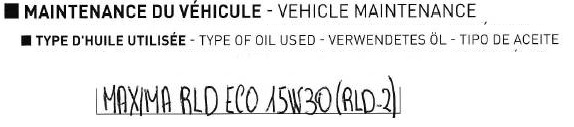 MAINTENANCE DU VÉHICULE - VEHICLE MAINTENANCE
TYPE D'HUILE UTILISÉE - TYPE OF OIL USED - VERWENDETES ÖL - TIPO DE ACEITE
MAXIMA RLD ECO 15W30 (RLD-2)